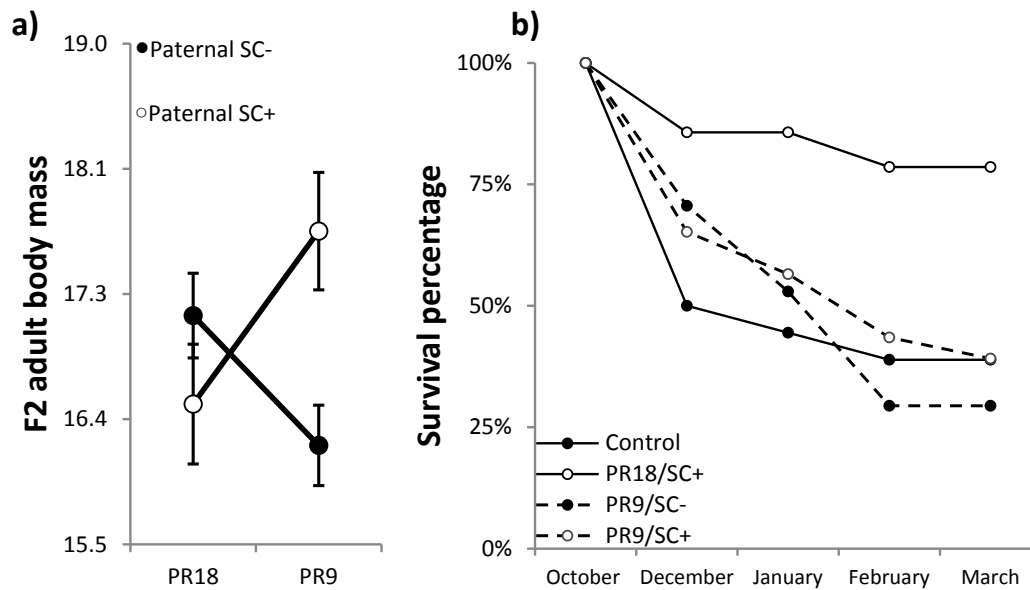 a)
Paternal SC-
Paternal SC+
F2 adult body mass
19.0
18.1
17.3
16.4
15.5
PR18 PR9
b)
Survival percentage
100%
75%
50%
25%
0%
Control
PR18/SC+
PR9/SC-
PR9/SC+
October December January February March